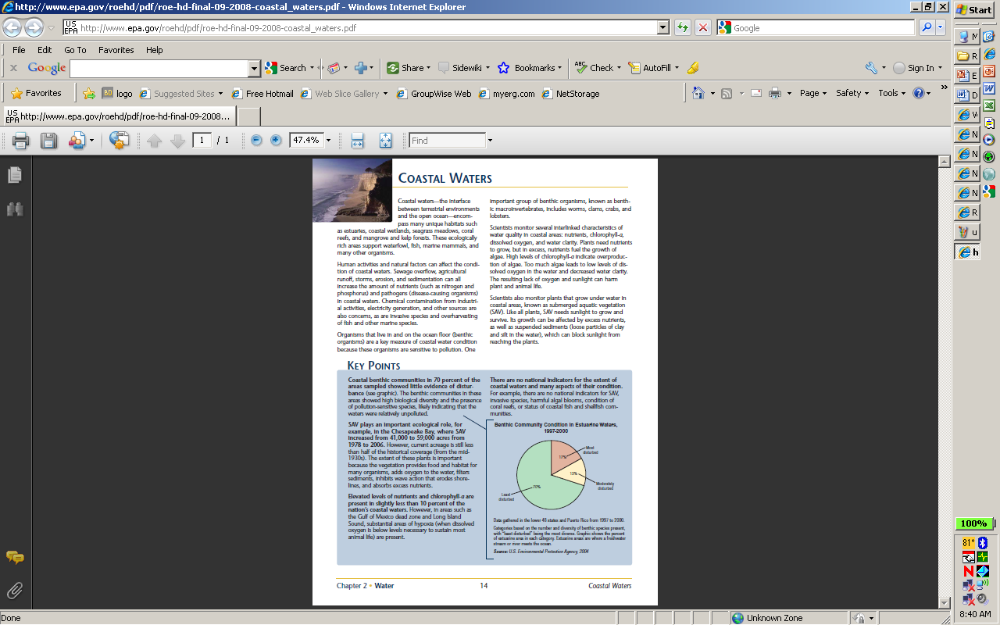 http://www.epa.gov/roehd/pdf/roe-hd-final-09-2008-coastal_waters.pdf - Windows Internet Explorer
Start
US EPA http://www.epa.gov/roehd/pdf/roe-hd-final-09-2008-coastal_waters.pdf
Google
File Edit Go To Favorites Help
x Google Search Share Sidewiki Bookmarks ABC Check AutoFill Sign In
Favorites BD logo Suggested Sites Free Hotmail Web Slice Gallery GroupWise Web myerg.com NetStorage Page Safety Tools
US EPA http://www.epa.gov/roehd/pdf/roe-hd-final-09-2008...
1 / 1 47.4% Find
COASTAL WATERS
Coastal waters—the interface
between terrestrial environments
and the open ocean—encom-
pass many unique habitats such
as estuaries, coastal wetlands, seagrass meadows, coral
reefs, and mangrove and kelp forests. These ecologically
rich areas support waterfowl, fish, marine mammals, and
many other organisms.
Human activities and natural factors can affect the condi-
tion of coastal waters. Sewage overflow, agricultural
runoff, storms, erosion, and sedimentation can all
increase the amount of nutrients (such as nitrogen and
phosphorus) and pathogens (disease-causing organisms)
in coastal waters. Chemical contamination from industri-
al activities, electricity generation, and other sources are
also concerns, as are invasive species and overharvesting
of fish and other marine species.
Organisms that live in and on the ocean floor (benthic
organisms) are a key measure of coastal water condition
because these organisms are sensitive to pollution. One
important group of benthic organisms, known as benth-
ic macroinvertebrates, includes worms, clams, crabs, and
lobsters.
Scientists monitor several interlinked characteristics of
water quality in coastal areas: nutrients, chlorophyll-a,
dissolved oxygen, and water clarity. Plants need nutrients
to grow, but in excess, nutrients fuel the growth of
algae. High levels of chlorophyll-a indicate overproduc-
tion of algae. Too much algae leads to low levels of dis-
solved oxygen in the water and decreased water clarity.
The resulting lack of oxygen and sunlight can harm
plant and animal life.
Scientists also monitor plants that grow under water in
coastal areas, known as submerged aquatic vegetation
(SAV). Like all plants, SAV needs sunlight to grow and
survive. Its growth can be affected by excess nutrients,
as well as suspended sediments (loose particles of clay
and silt in the water), which can block sunlight from
reaching the plants.
KEY POINTS
Coastal benthic communities in 70 percent of the
areas sampled showed little evidence of distur-
bance (see graphic). The benthic communities in these
areas showed high biological diversity and the presence
of pollution-sensitive species, likely indicating that the
waters were relatively unpolluted.
SAV plays an important ecological role, for
example, in the Chesapeake Bay, where SAV
increased from 41,000 to 59,000 acres from
1978 to 2006. However, current acreage is still less
than half of the historical coverage (from the mid-
1930s). The extent of these plants is important
because the vegetation provides food and habitat for
many organisms, adds oxygen to the water, filters
sediments, inhibits wave action that erodes shore-
lines, and absorbs excess nutrients.
Elevated levels of nutrients and chlorophyll-a are
present in slightly less than 10 percent of the
nation's coastal waters. However, in areas such as
the Gulf of Mexico dead zone and Long Island
Sound, substantial areas of hypoxia (when dissolved
oxygen is below levels necessary to sustain most
animal life) are present.
There are no national indicators for the extent of
coastal waters and many aspects of their condition.
For example, there are no national indicators for SAV,
invasive species, harmful algal blooms, condition of
coral reefs, or status of coastal fish and shellfish com-
munities.
Benthic Community Condition in Estuarine Waters,
1997-2000
Most
disturbed
17%
13%
Moderately
disturbed
70%
Least
disturbed
Data gathered in the lower 48 states and Puerto Rico from 1997 to 2000.
Categories based on the number and diversity of benthic species present,
with "least disturbed" being the most diverse. Graphic shows the percent
of estuarine area in each category. Estuarine areas are where a freshwater
stream or river meets the ocean.
Source: U.S. Environmental Protection Agency, 2004
Chapter 2 • Water 14 Coastal Waters
Done Unknown Zone
M
R
E
D
N
N
N
N
R
u
h
100%
81°
8:40 AM